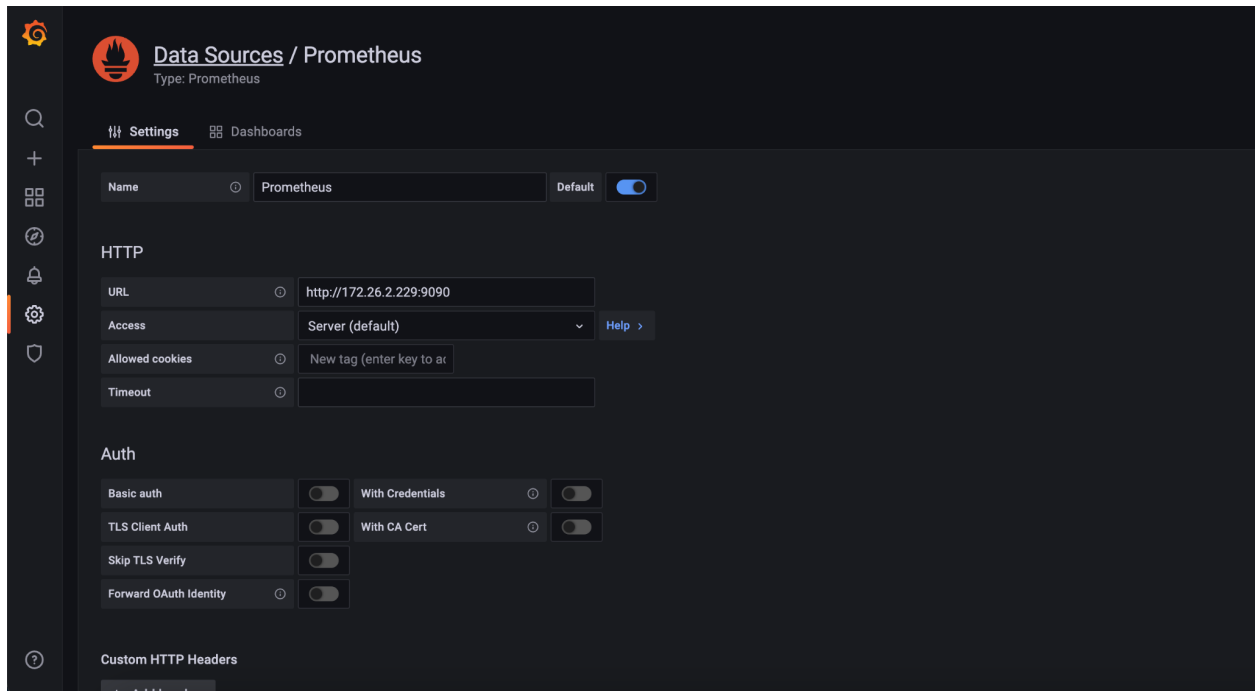 Data Sources / Prometheus
Type: Prometheus
Settings Dashboards
Name Prometheus Default
HTTP
URL http://172.26.2.229:9090
Access Server (default) Help
Allowed cookies New tag (enter key to ac
Timeout
Auth
Basic auth With Credentials
TLS Client Auth With CA Cert
Skip TLS Verify
Forward OAuth Identity
Custom HTTP Headers